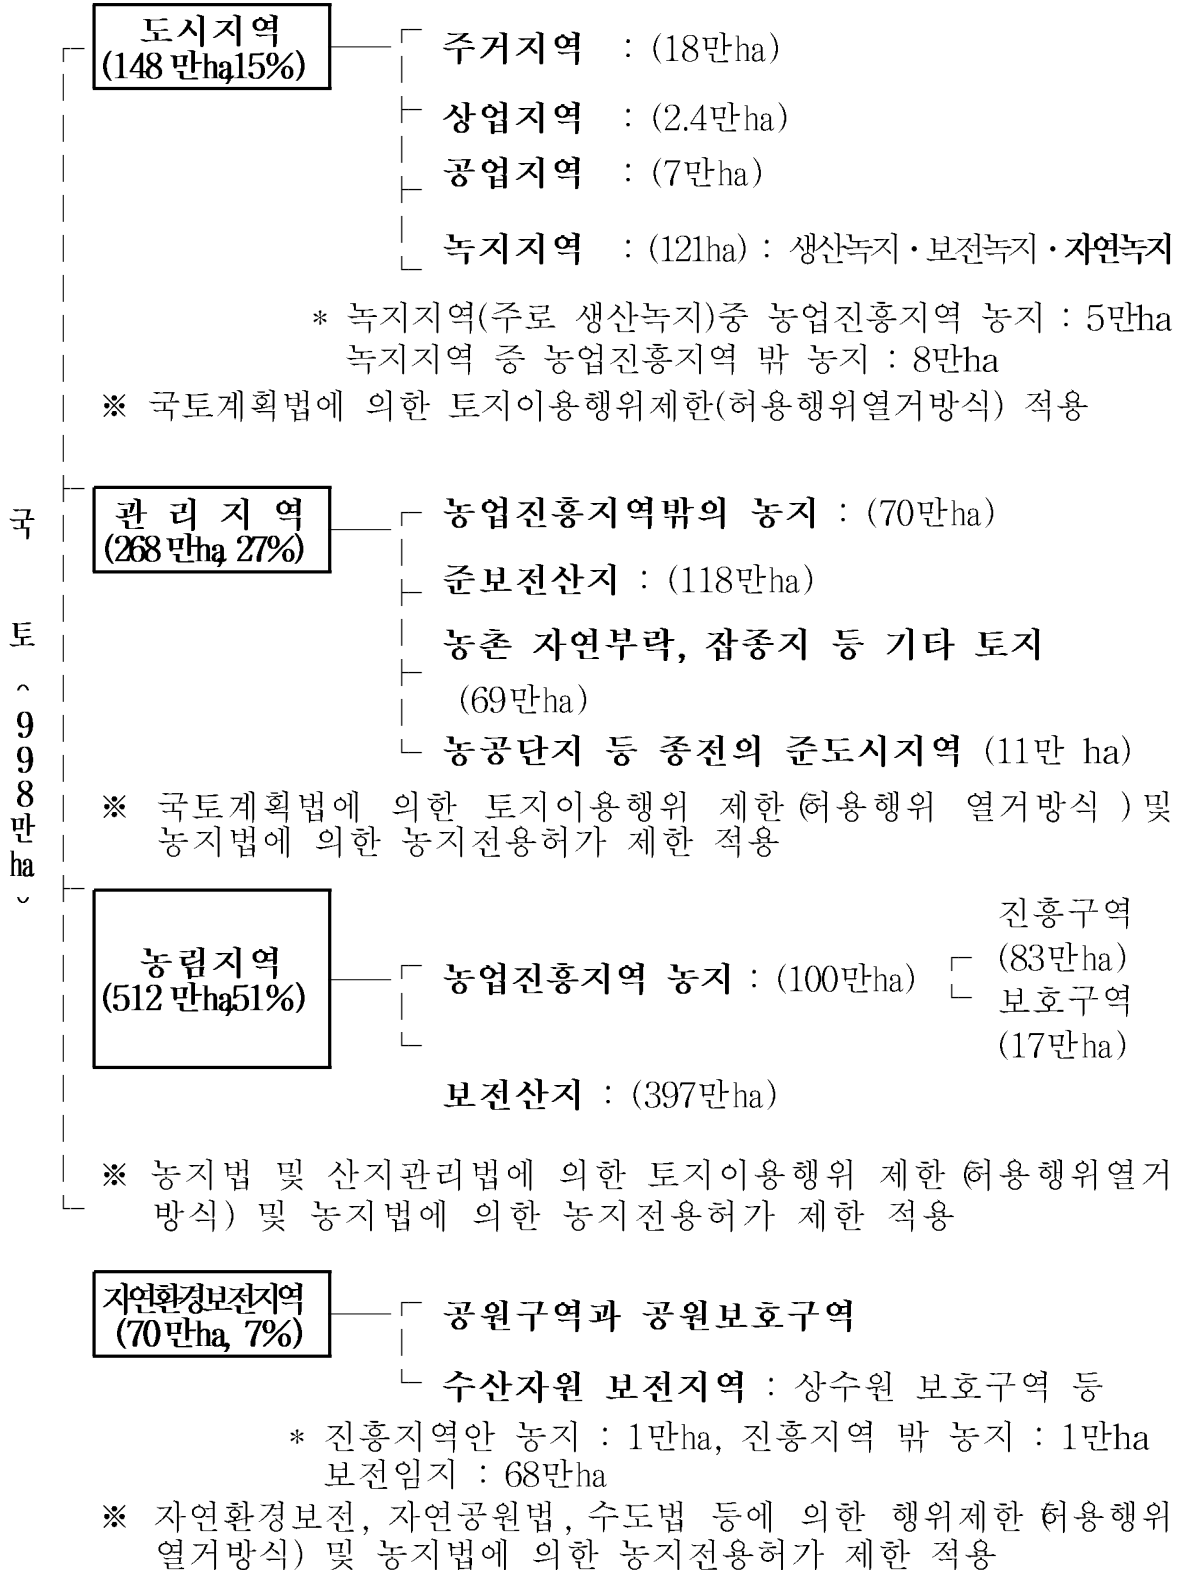 도시지역
(148만ha,15%)
주거지역 : (18만ha)
상업지역 : (2.4만ha)
공업지역 : (7만ha)
녹지지역 : (121ha) : 생산녹지·보전녹지·자연녹지
* 녹지지역(주로 생산녹지)중 농업진흥지역 농지 : 5만ha
녹지지역 중 농업진흥지역 밖 농지 : 8만ha
※ 국토계획법에 의한 토지이용행위제한(허용행위열거방식) 적용
국토(998만ha)
관리지역
(268만ha, 27%)
농업진흥지역밖의 농지 : (70만ha)
준보전산지 : (118만ha)
농촌 자연부락, 잡종지 등 기타 토지
(69만ha)
농공단지 등 종전의 준도시지역 (11만 ha)
※ 국토계획법에 의한 토지이용행위 제한(허용행위 열거방식) 및
농지법에 의한 농지전용허가 제한 적용
농림지역
(512만ha,51%)
농업진흥지역 농지 : (100만ha)
진흥구역
(83만ha)
보호구역
(17만ha)
보전산지 : (397만ha)
※ 농지법 및 산지관리법에 의한 토지이용행위 제한(허용행위열거
방식) 및 농지법에 의한 농지전용허가 제한 적용
자연환경보전지역
(70만ha, 7%)
공원구역과 공원보호구역
수산자원 보전지역 : 상수원 보호구역 등
* 진흥지역안 농지 : 1만ha, 진흥지역 밖 농지 : 1만ha
보전임지 : 68만ha
※ 자연환경보전, 자연공원법, 수도법 등에 의한 행위제한(허용행위
열거방식) 및 농지법에 의한 농지전용허가 제한 적용